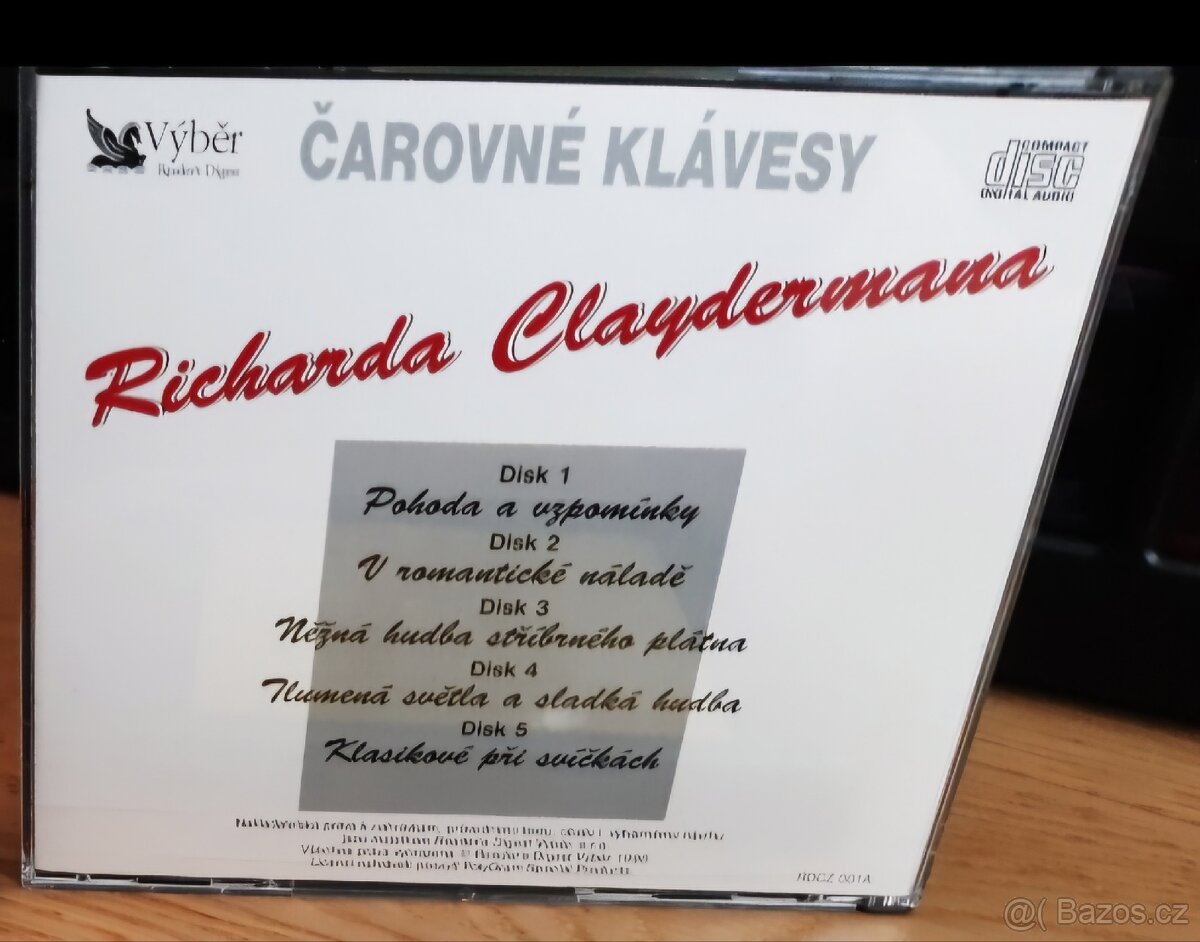 Výběr
Reader's Digest
ČAROVNÉ KLÁVESY
COMPACT
disc
DIGITAL AUDIO
Richarda Claydermana
Disk 1
Pohoda a vzpomínky
Disk 2
V romantické náladě
Disk 3
Něžná hudba stříbrného plátna
Disk 4
Tlumená světla a sladká hudba
Disk 5
Klasikové při svíčkách
RDCZ 001A
@( Bazos.cz